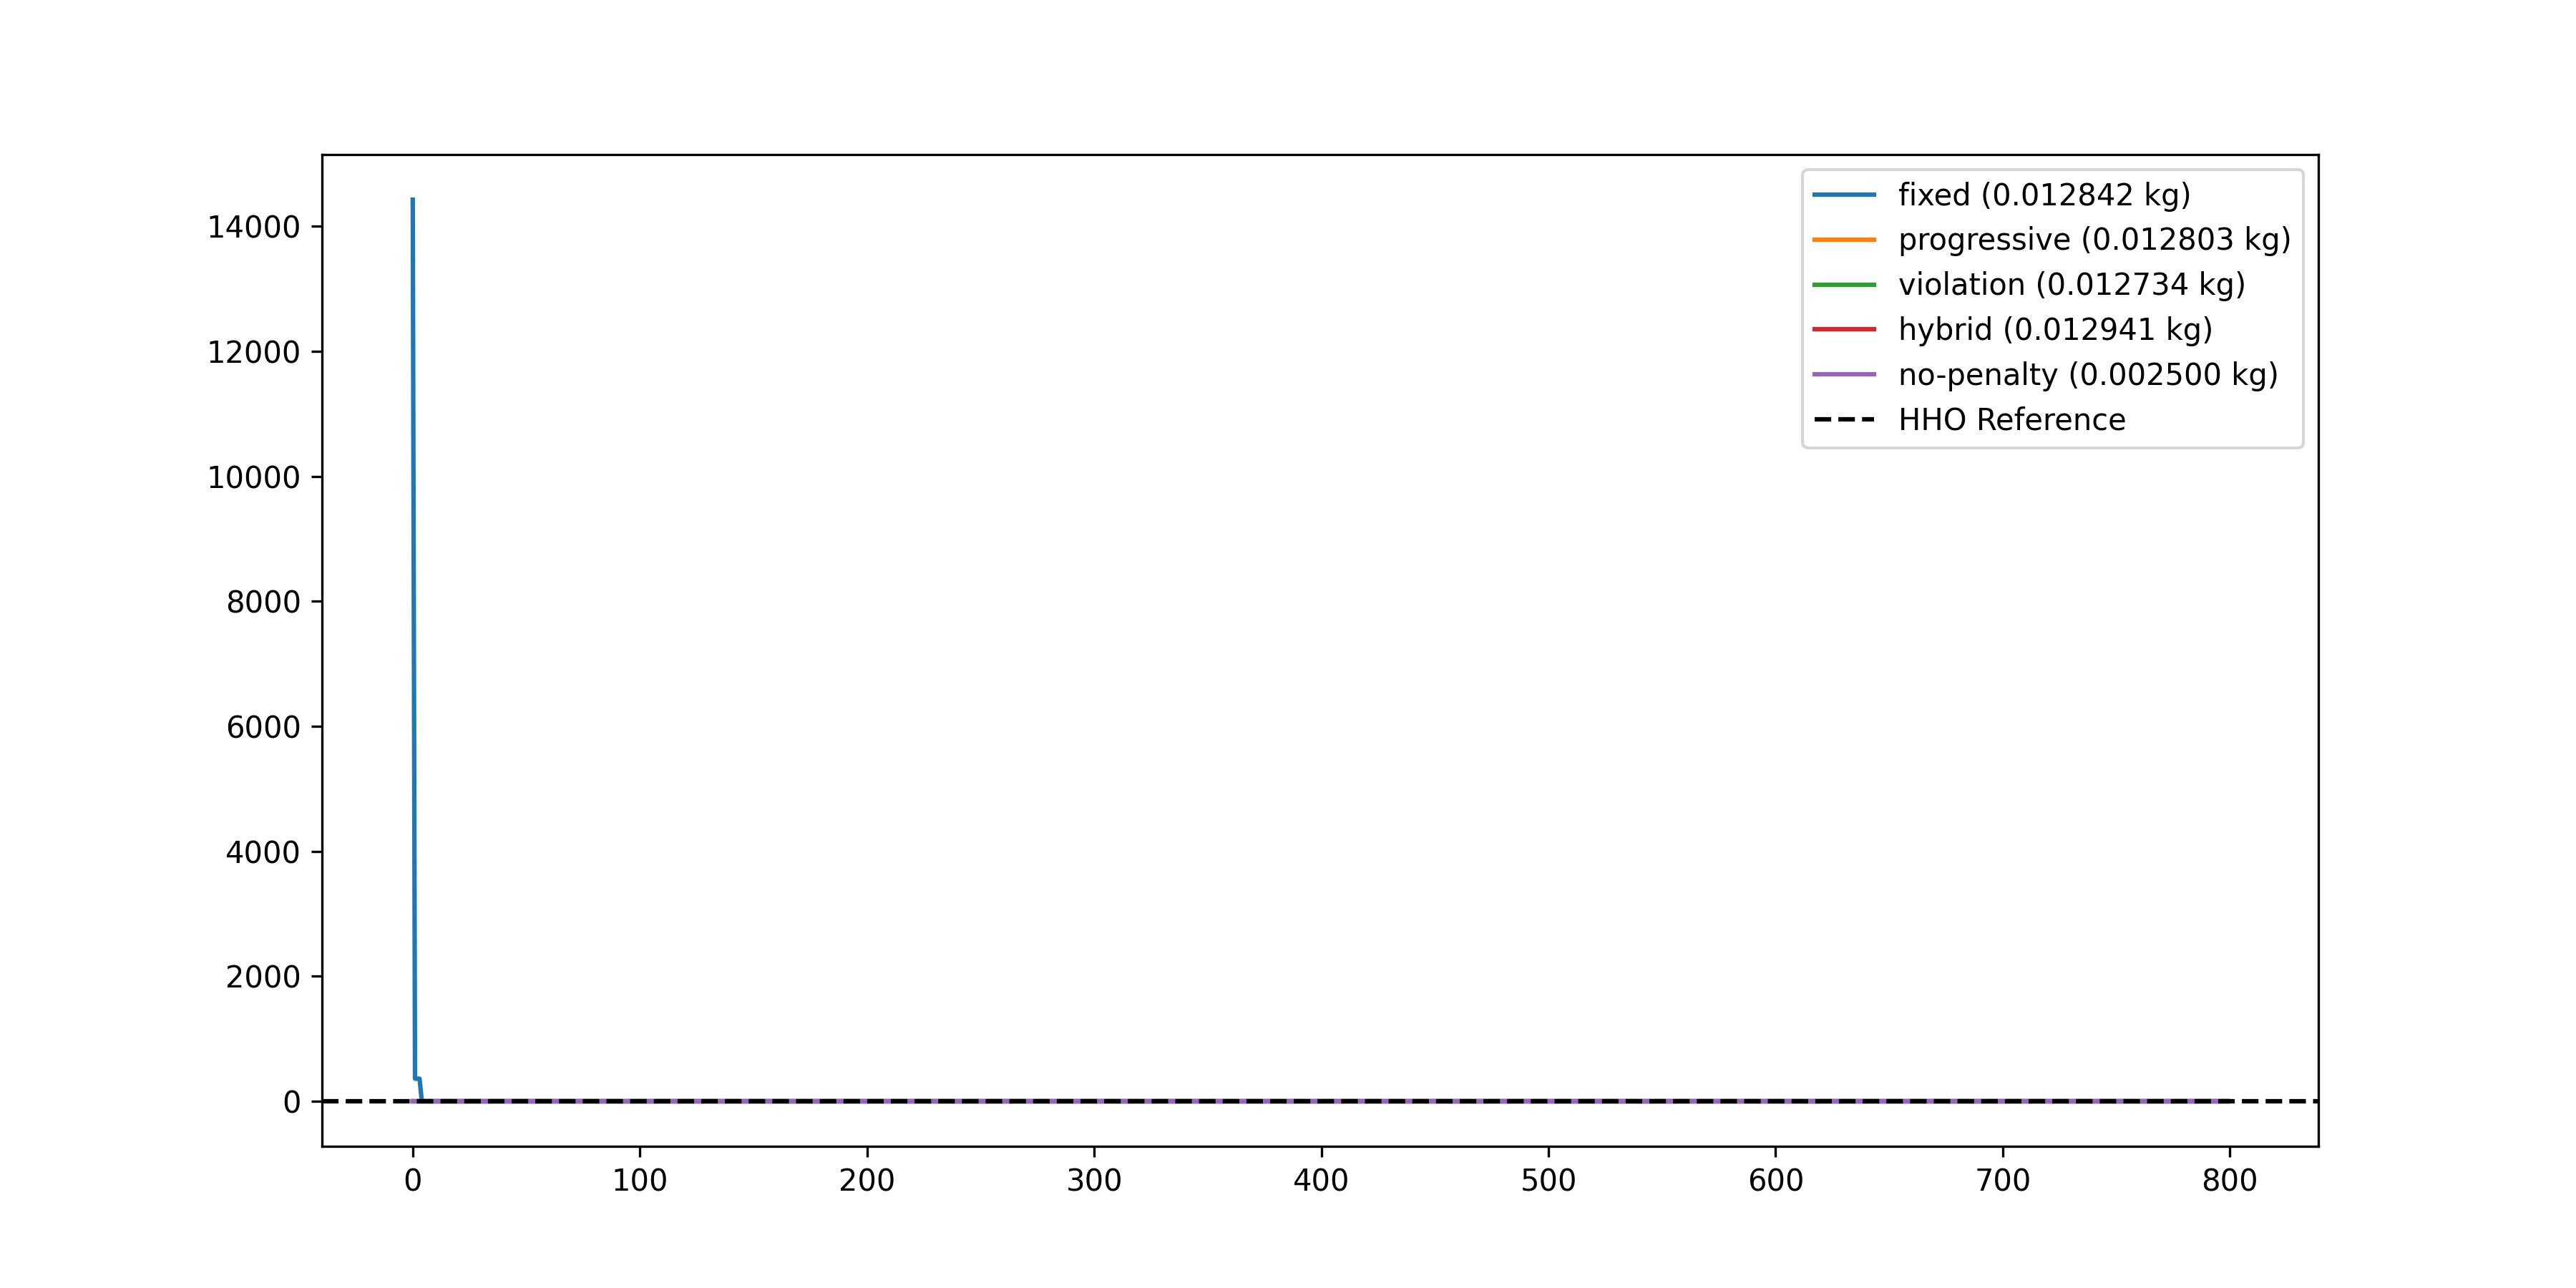 14000
12000
10000
8000
6000
4000
2000
0
0 100 200 300 400 500 600 700 800
fixed (0.012842 kg)
progressive (0.012803 kg)
violation (0.012734 kg)
hybrid (0.012941 kg)
no-penalty (0.002500 kg)
HHO Reference